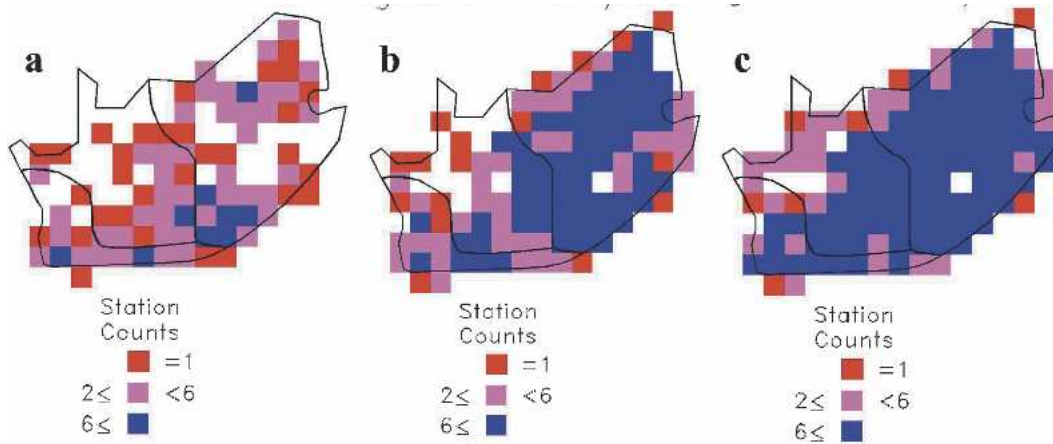 a
b
c
Station
Counts
=1
2≤ <6
6≤
Station
Counts
=1
2≤ <6
6≤
Station
Counts
=1
2≤ <6
6≤